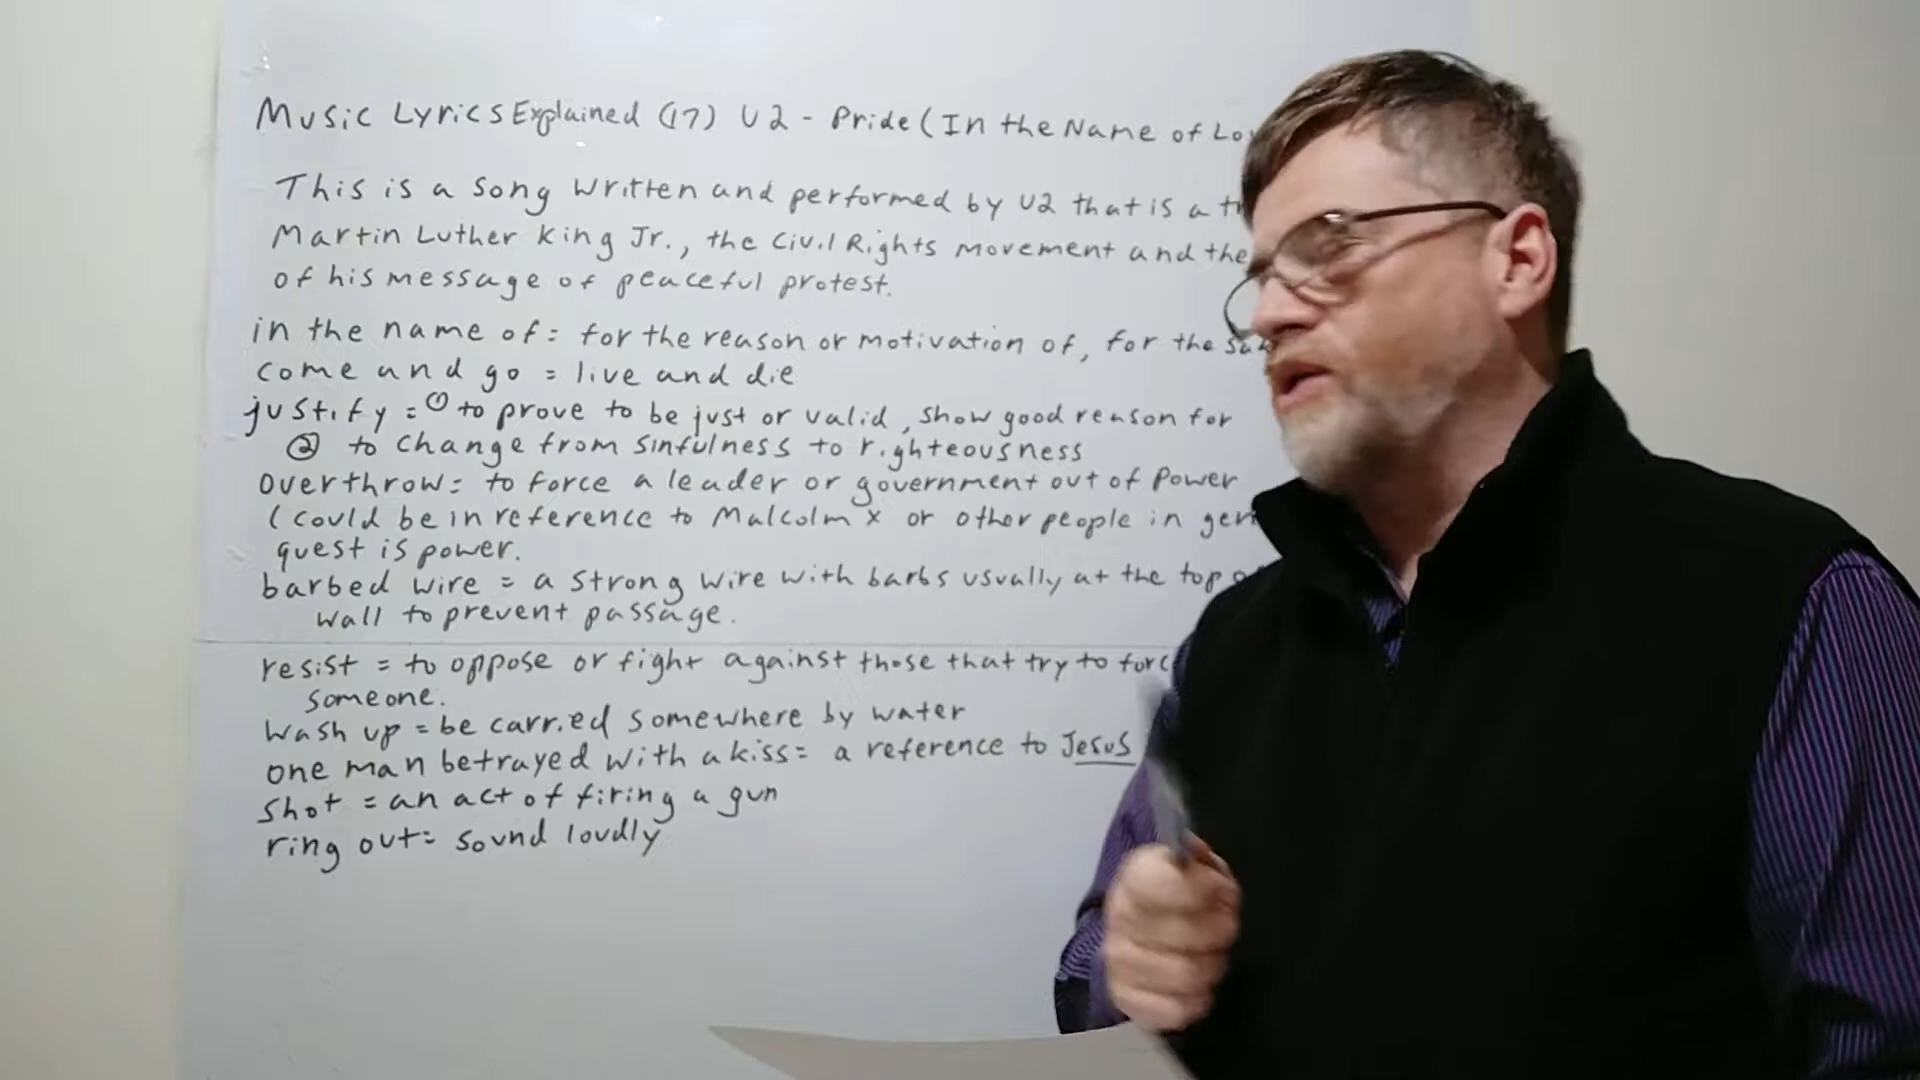 Music Lyrics Explained (17) U2 - Pride (In the Name of Lo
This is a song written and performed by U2 that is a
Martin Luther King Jr., the Civil Rights Movement and the
of his message of peaceful protest.
in the name of = for the reason or motivation of, for the
come and go = live and die
justify = ① to prove to be just or valid, show good reason for
② to change from sinfulness to righteousness
overthrow = to force a leader or government out of power
(could be in reference to Malcolm X or other people in
quest is power.
barbed wire = a strong wire with barbs usually at the top
wall to prevent passage.
resist = to oppose or fight against those that try to
someone.
wash up = be carried somewhere by water
one man betrayed with a kiss = a reference to Jesus
shot = an act of firing a gun
ring out = sound loudly